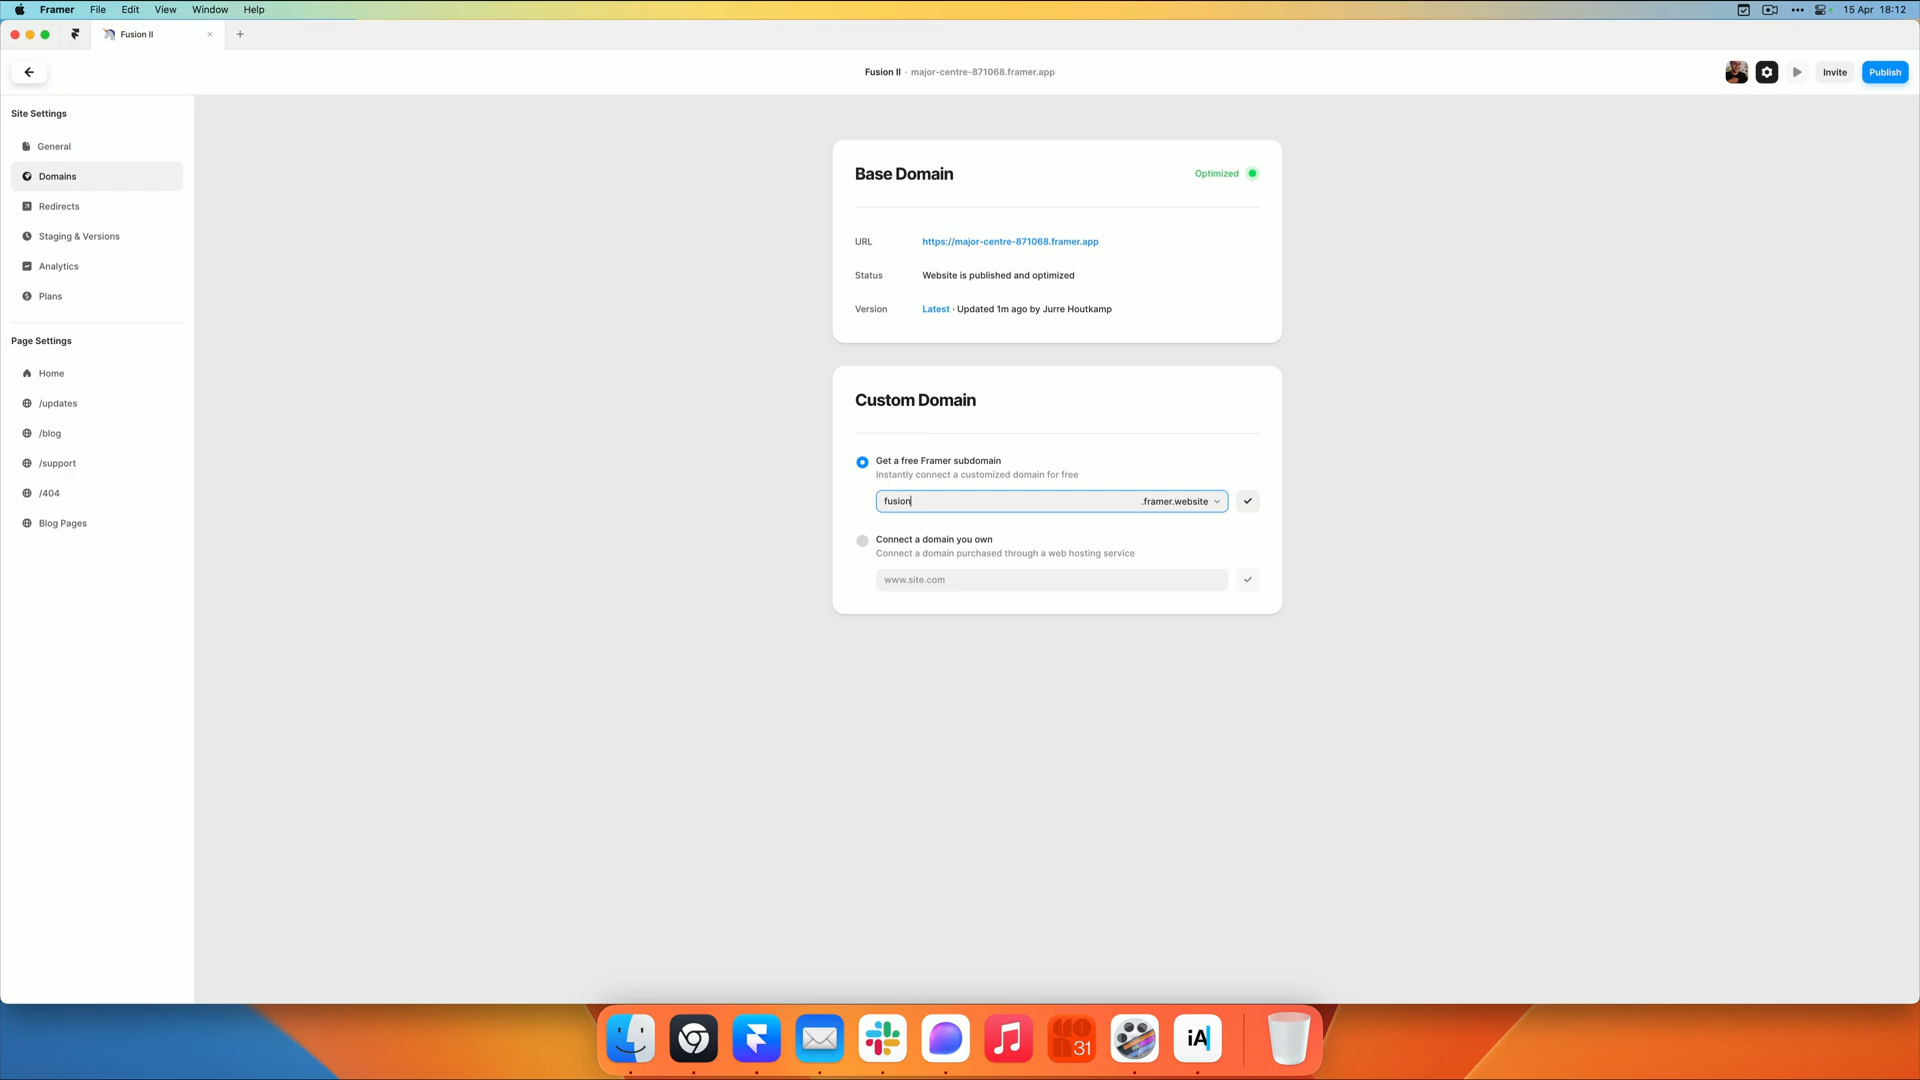 Framer File Edit View Window Help 15 Apr 18:12
Fusion II
Fusion II · major-centre-871068.framer.app Invite Publish
Site Settings
General
Domains
Redirects
Staging & Versions
Analytics
Plans
Page Settings
Home
/updates
/blog
/support
/404
Blog Pages
Base Domain Optimized
URL https://major-centre-871068.framer.app
Status Website is published and optimized
Version Latest · Updated 1m ago by Jurre Houtkamp
Custom Domain
Get a free Framer subdomain
Instantly connect a customized domain for free
fusion .framer.website
Connect a domain you own
Connect a domain purchased through a web hosting service
www.site.com
31 iA